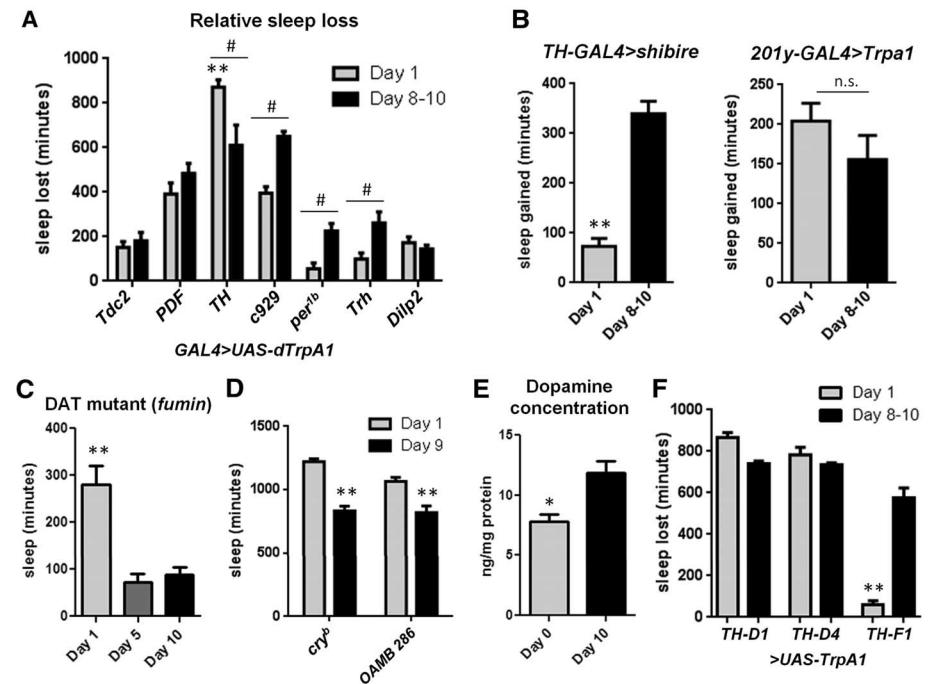 A
Relative sleep loss
sleep lost (minutes)
1000
800
600
400
200
0
#
**
#
#
#
Day 1
Day 8-10
Tdc2
PDF
TH
c929
per1b
Trh
Dilp2
GAL4>UAS-dTrpA1
B
TH-GAL4>shibire
sleep gained (minutes)
400
300
200
100
0
**
Day 1
Day 8-10
201y-GAL4>Trpa1
sleep gained (minutes)
250
200
150
100
50
0
n.s.
Day 1
Day 8-10
C
DAT mutant (fumin)
sleep (minutes)
400
300
200
100
0
**
Day 1
Day 5
Day 10
D
Day 1
Day 9
sleep (minutes)
1500
1000
500
0
**
**
cryb
OAMB 286
E
Dopamine
concentration
ng/mg protein
15
10
5
0
*
Day 0
Day 10
F
Day 1
Day 8-10
sleep lost (minutes)
1000
800
600
400
200
0
**
TH-D1
TH-D4
TH-F1
>UAS-TrpA1